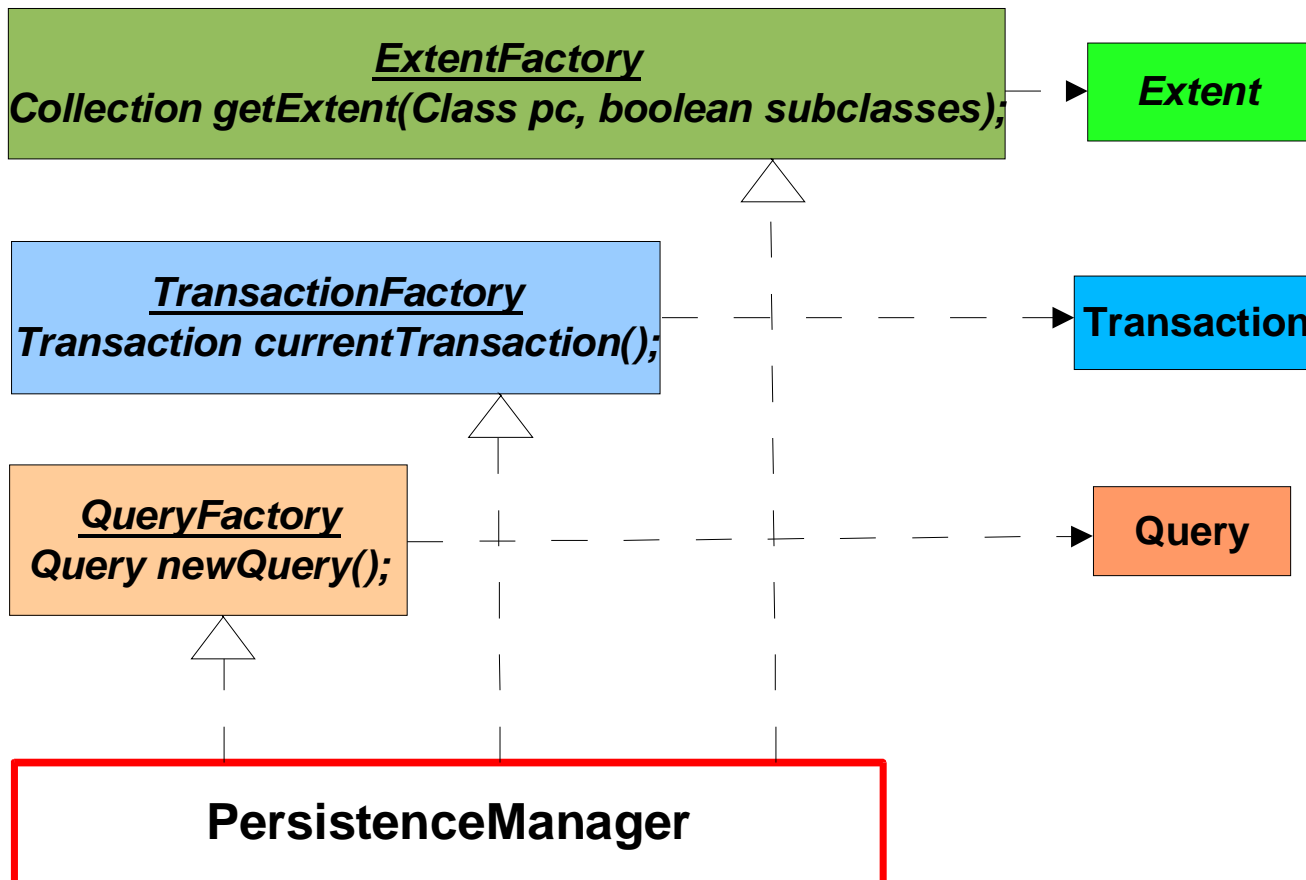 ExtentFactory
Collection getExtent(Class pc, boolean subclasses);
Extent
TransactionFactory
Transaction currentTransaction();
Transaction
QueryFactory
Query newQuery();
Query
PersistenceManager